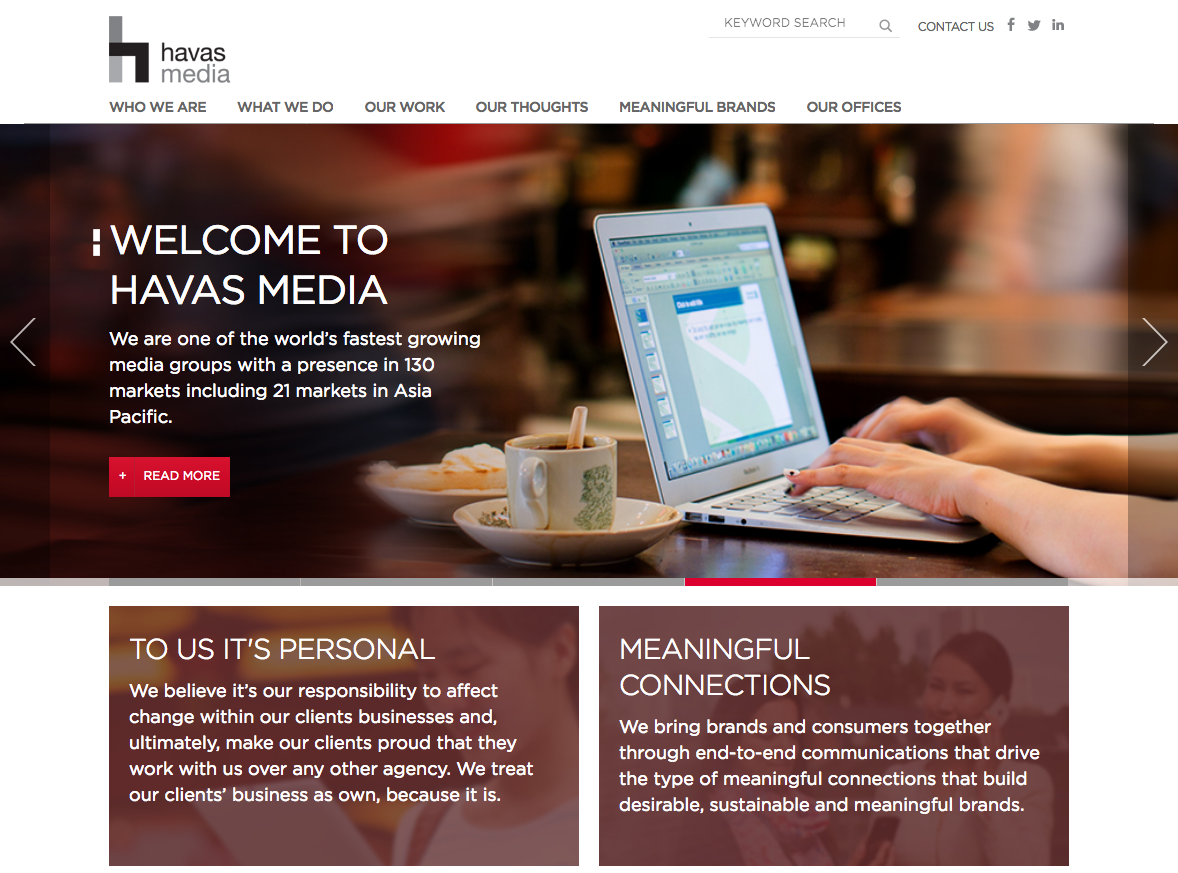 KEYWORD SEARCH
CONTACT US
havas
media
WHO WE ARE
WHAT WE DO
OUR WORK
OUR THOUGHTS
MEANINGFUL BRANDS
OUR OFFICES
WELCOME TO
HAVAS MEDIA
We are one of the world’s fastest growing
media groups with a presence in 130
markets including 21 markets in Asia
Pacific.
+ READ MORE
TO US IT'S PERSONAL
We believe it’s our responsibility to affect
change within our clients businesses and,
ultimately, make our clients proud that they
work with us over any other agency. We treat
our clients’ business as own, because it is.
MEANINGFUL
CONNECTIONS
We bring brands and consumers together
through end-to-end communications that drive
the type of meaningful connections that build
desirable, sustainable and meaningful brands.